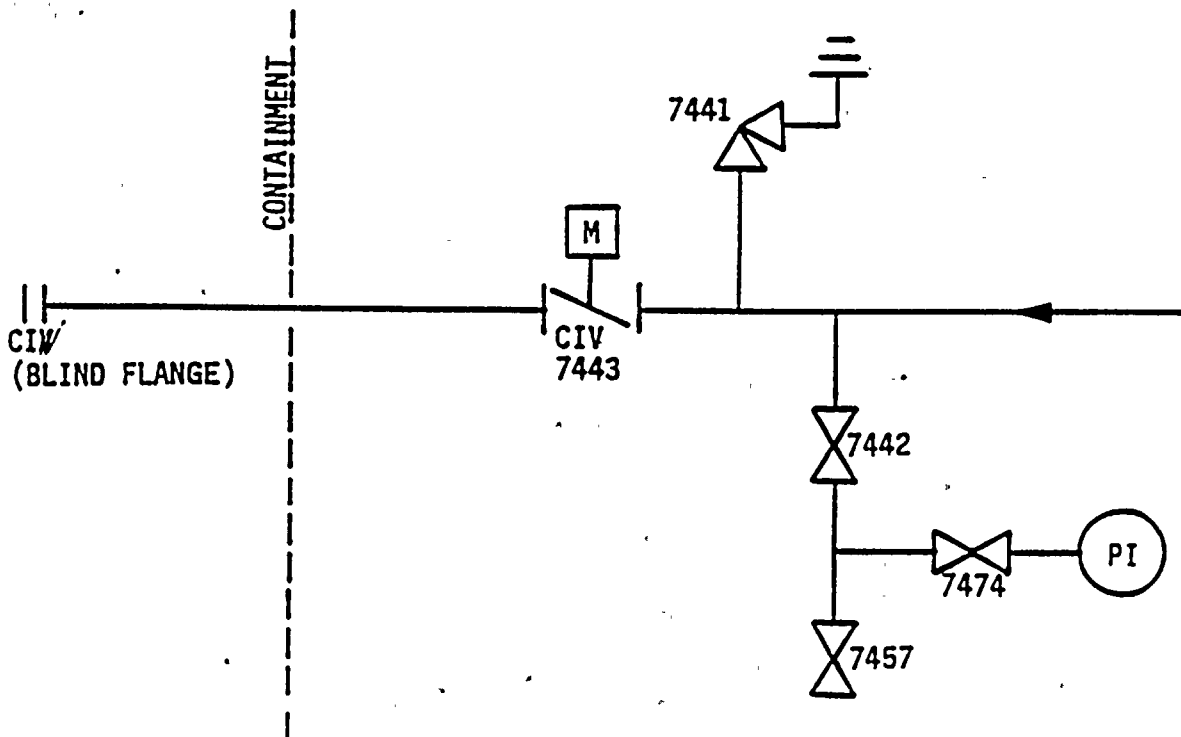 CONTAINMENT
7441
M
CIV
(BLIND FLANGE)
CIV
7443
7442
7474
PI
7457